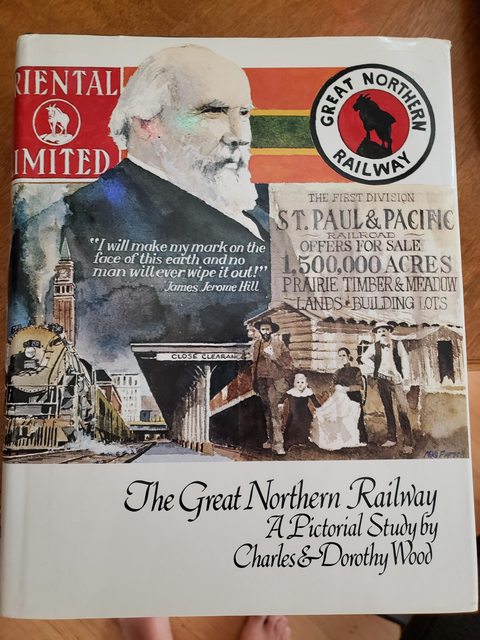 RIENTAL
IMITED
GREAT NORTHERN
RAILWAY
"I will make my mark on the
face of this earth and no
man will ever wipe it out!"
James Jerome Hill
THE FIRST DIVISION
ST. PAUL & PACIFIC
RAILROAD
OFFERS FOR SALE
1,500,000 ACRES
PRAIRIE TIMBER & MEADOW
LANDS • BUILDING LOTS
CLOSE CLEARANC
The Great Northern Railway
A Pictorial Study by
Charles & Dorothy Wood